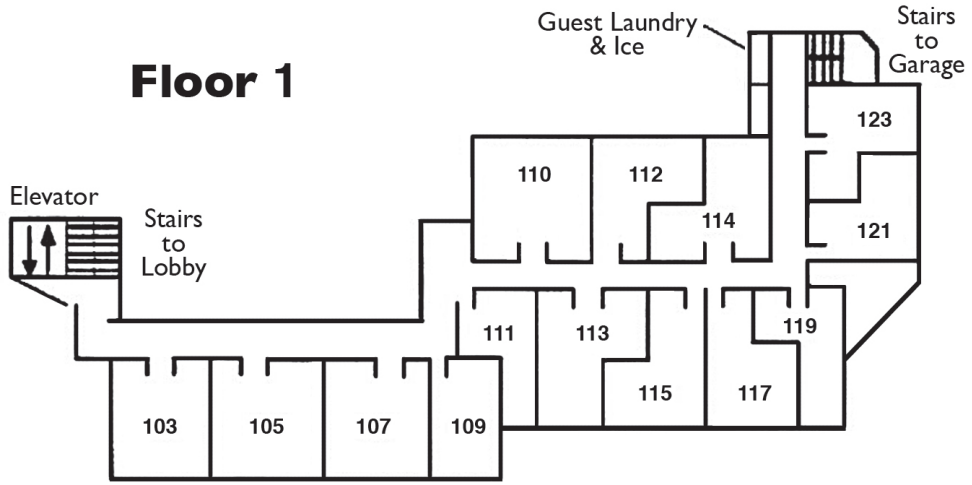 Floor 1
Guest Laundry
& Ice
Stairs
to
Garage
Elevator
Stairs
to
Lobby
123
110
112
114
121
111
113
119
115
117
103
105
107
109